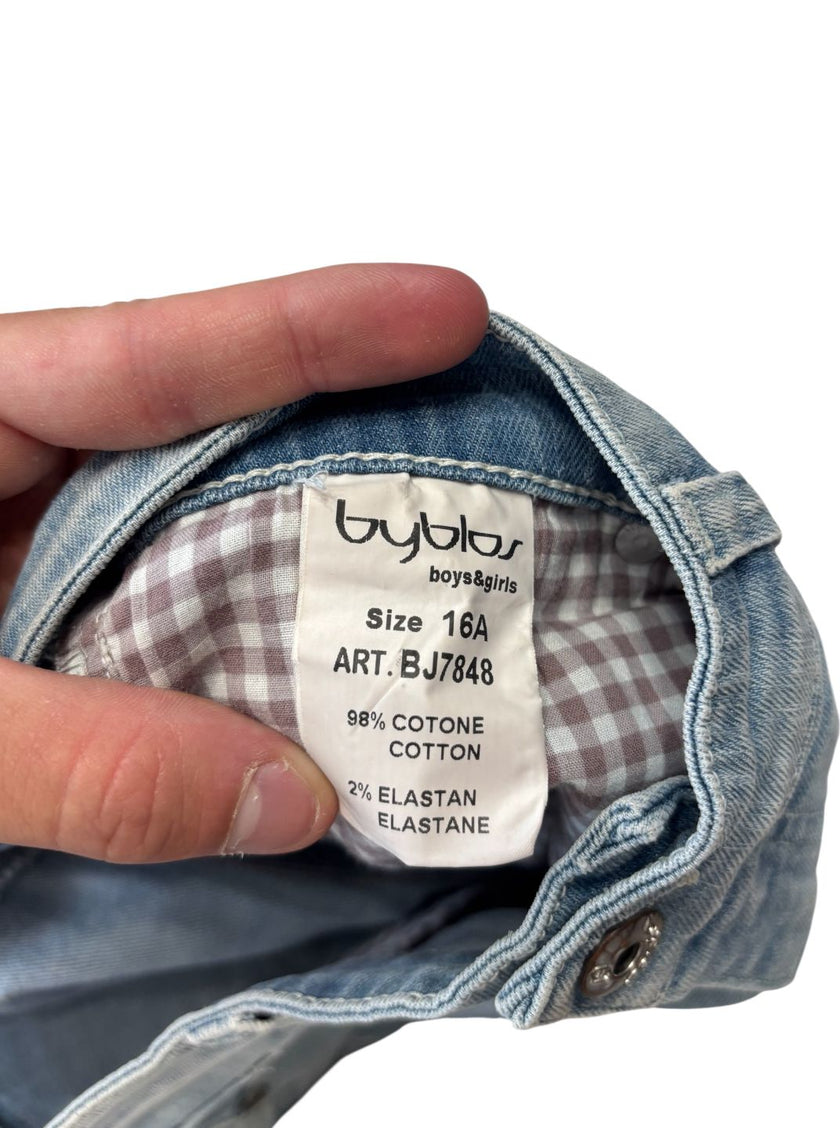 byblos
boys&girls
Size 16A
ART. BJ7848
98% COTONE
COTTON
2% ELASTAN
ELASTANE